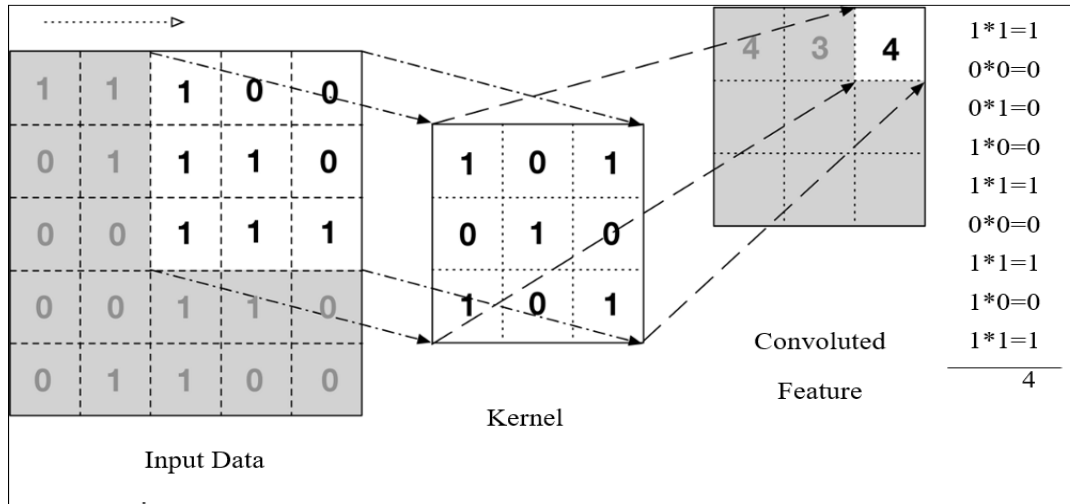 1 1 1 0 0
0 1 1 1 0
0 0 1 1 1
0 0 1 1 0
0 1 1 0 0
Input Data
1 0 1
0 1 0
1 0 1
Kernel
4 3 4
Convoluted
Feature
1*1=1
0*0=0
0*1=0
1*0=0
1*1=1
0*0=0
1*1=1
1*0=0
1*1=1
4